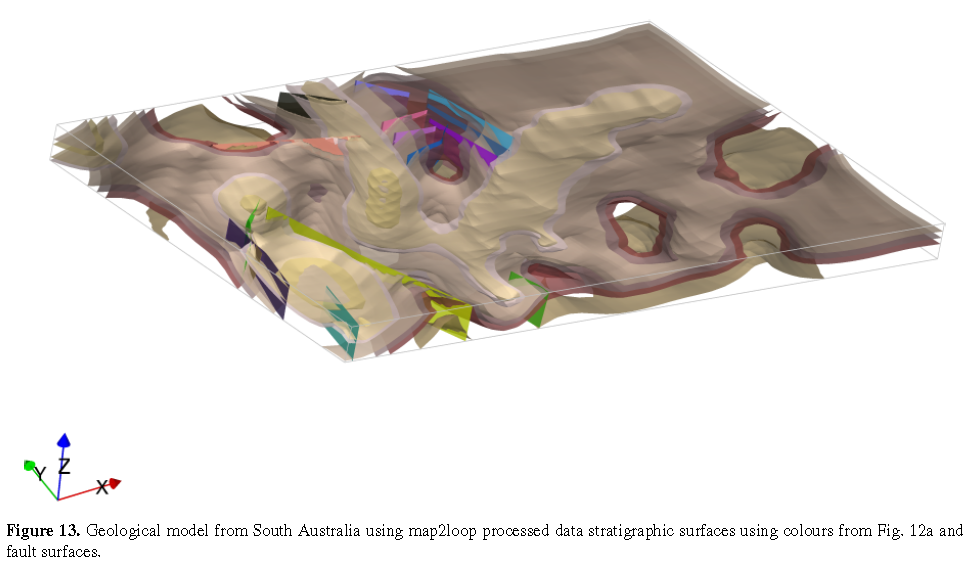 Y
Z
X
Figure 13. Geological model from South Australia using map2loop processed data stratigraphic surfaces using colours from Fig. 12a and
fault surfaces.